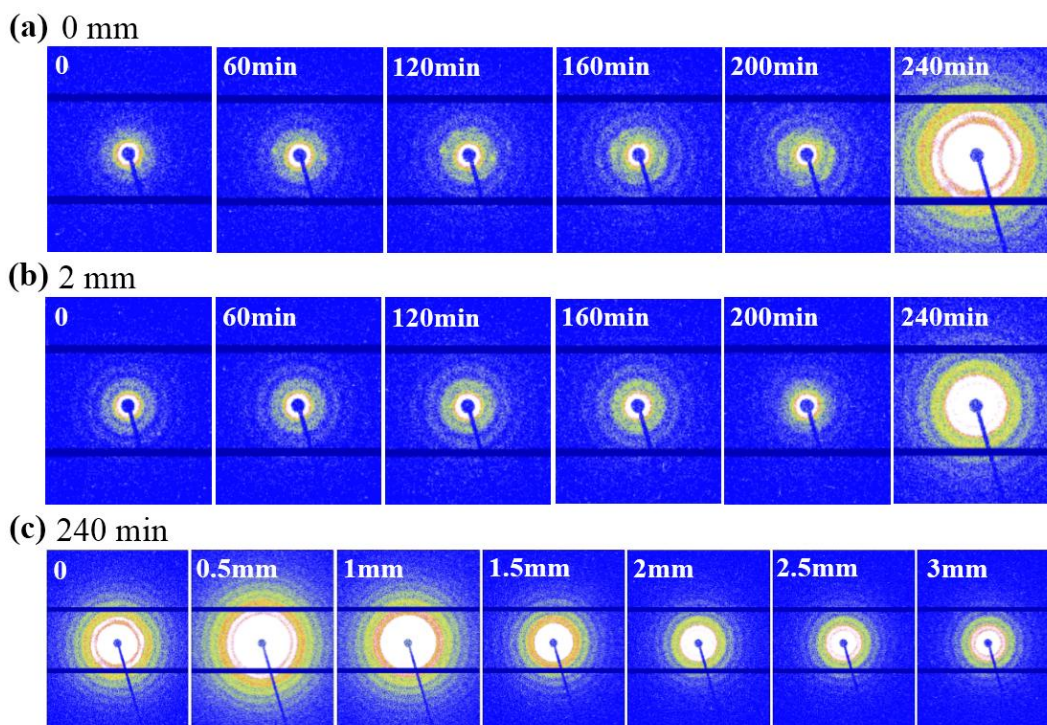 (a) 0 mm
0 60min 120min 160min 200min 240min
(b) 2 mm
0 60min 120min 160min 200min 240min
(c) 240 min
0 0.5mm 1mm 1.5mm 2mm 2.5mm 3mm